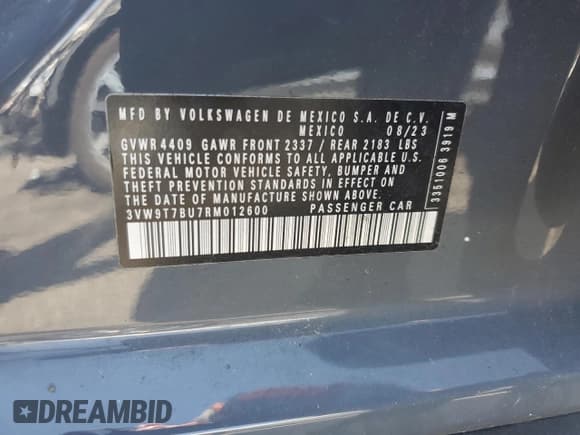 MFD BY VOLKSWAGEN DE MEXICO S.A. DE C.V.
MEXICO 08/23
GVWR 4409 GAWR FRONT 2337 / REAR 2183 LBS
THIS VEHICLE CONFORMS TO ALL APPLICABLE
FEDERAL MOTOR VEHICLE SAFETY, BUMPER AND
THEFT PREVENTION STANDARDS IN EFFECT ON
THE DATE OF MANUFACTURE SHOWN ABOVE.
3VW9T7BU7RM012600 PASSENGER CAR
3351006 3919 M
DREAMBID